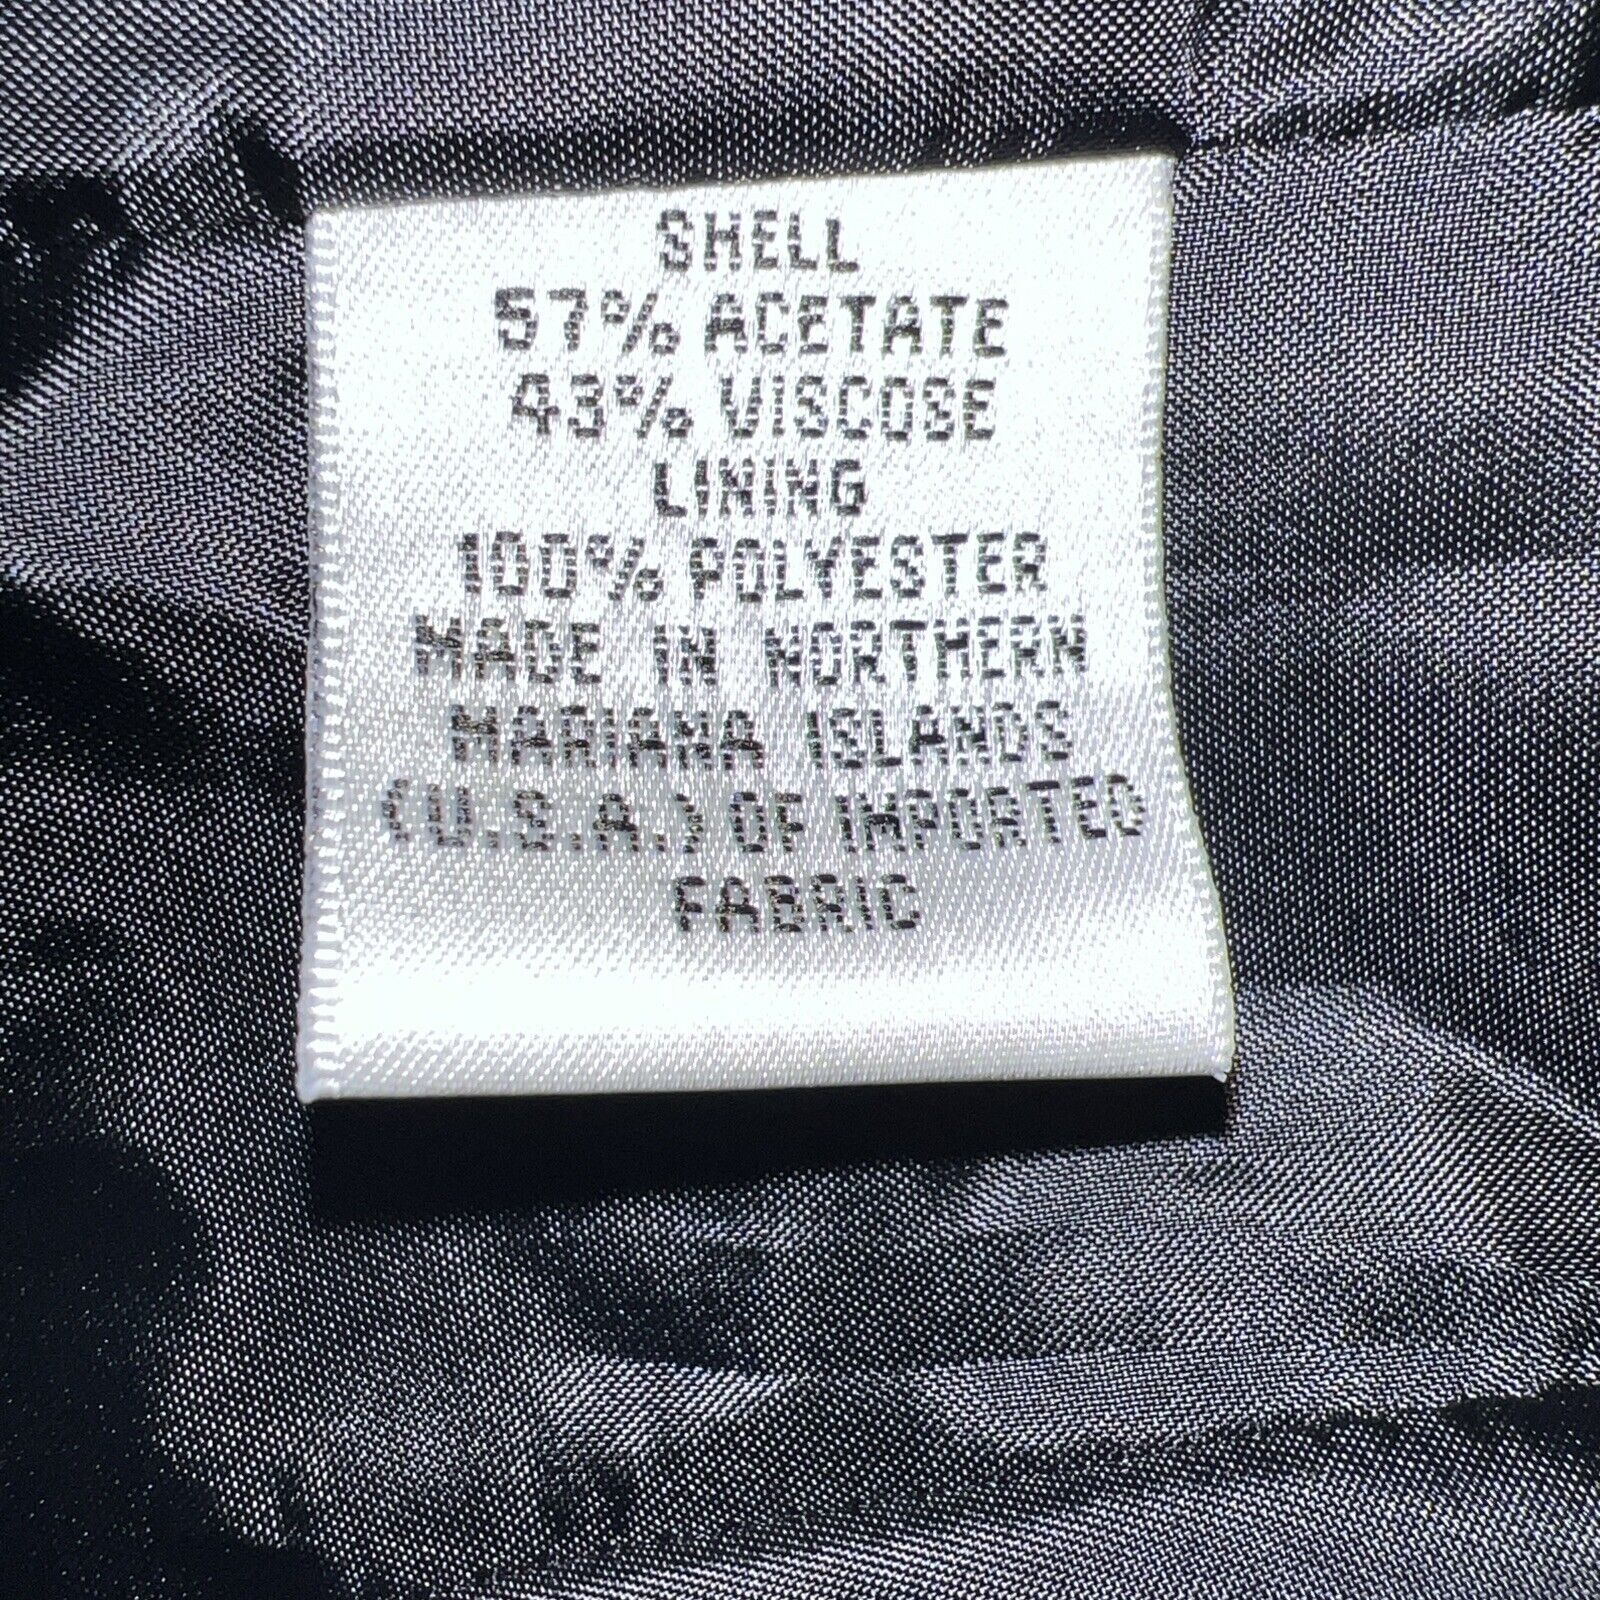 SHELL
57% ACETATE
43% VISCOSE
LINING
100% POLYESTER
MADE IN NORTHERN
MARIANA ISLANDS
(U.S.A.) OF IMPORTED
FABRIC